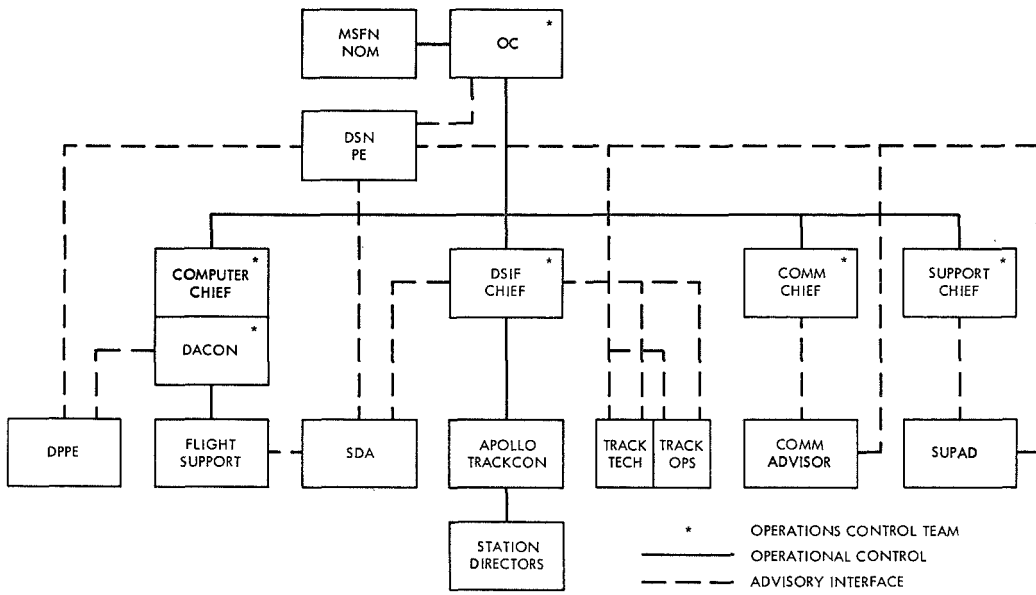 MSFN
NOM
OC *
DSN
PE
COMPUTER *
CHIEF
DACON *
DSIF *
CHIEF
COMM *
CHIEF
SUPPORT *
CHIEF
DPPE
FLIGHT
SUPPORT
SDA
APOLLO
TRACKCON
TRACK
TECH
TRACK
OPS
COMM
ADVISOR
SUPAD
STATION
DIRECTORS
* OPERATIONS CONTROL TEAM
OPERATIONAL CONTROL
ADVISORY INTERFACE